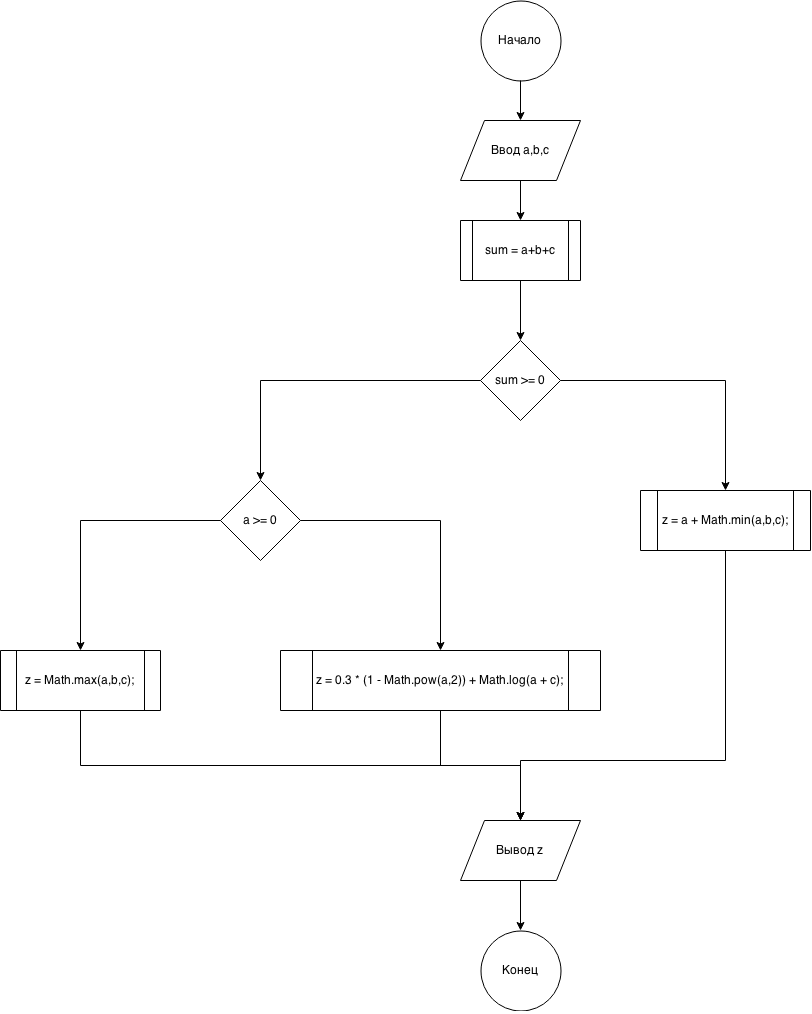 Начало
Ввод a,b,c
sum = a+b+c
sum >= 0
a >= 0
z = a + Math.min(a,b,c);
z = Math.max(a,b,c);
z = 0.3 * (1 - Math.pow(a,2)) + Math.log(a + c);
Вывод z
Конец